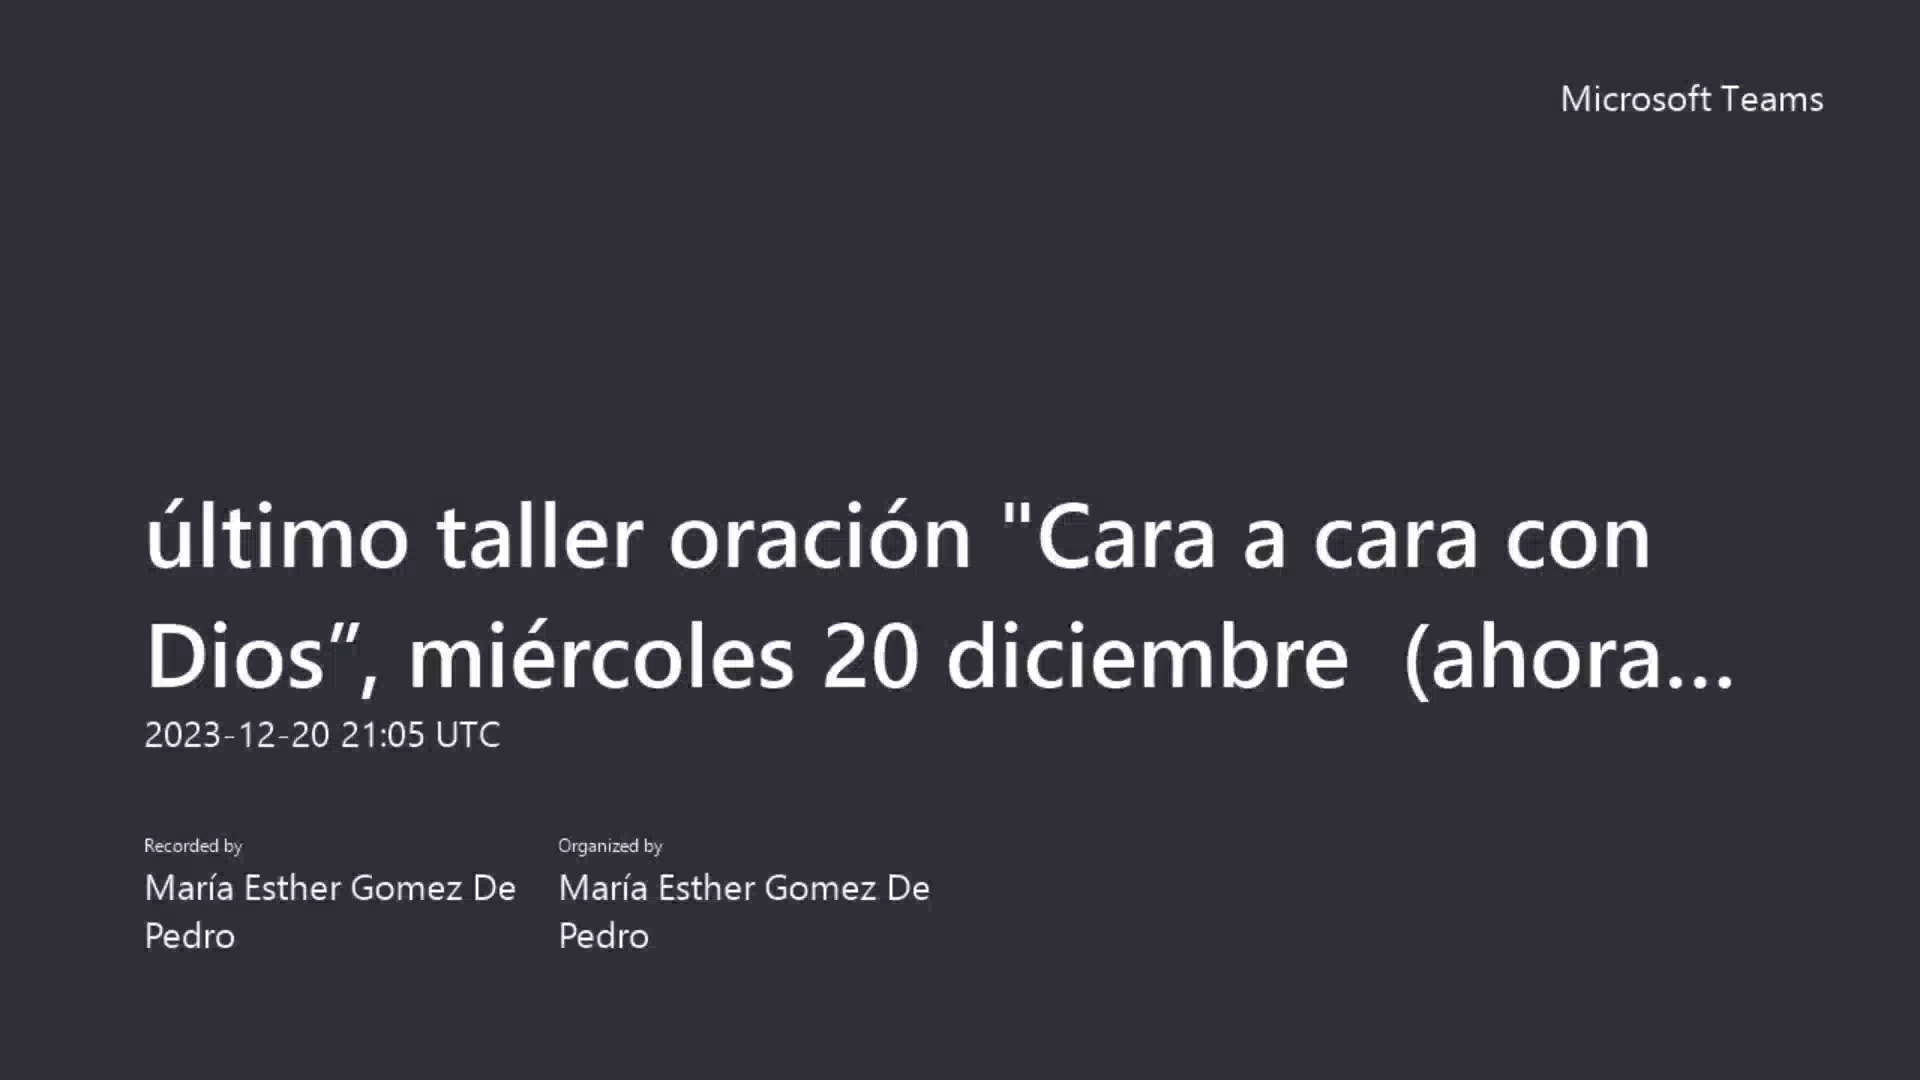 Microsoft Teams
último taller oración "Cara a cara con
Dios”, miércoles 20 diciembre  (ahora...
2023-12-20 21:05 UTC
Recorded by
María Esther Gomez De
Pedro
Organized by
María Esther Gomez De
Pedro